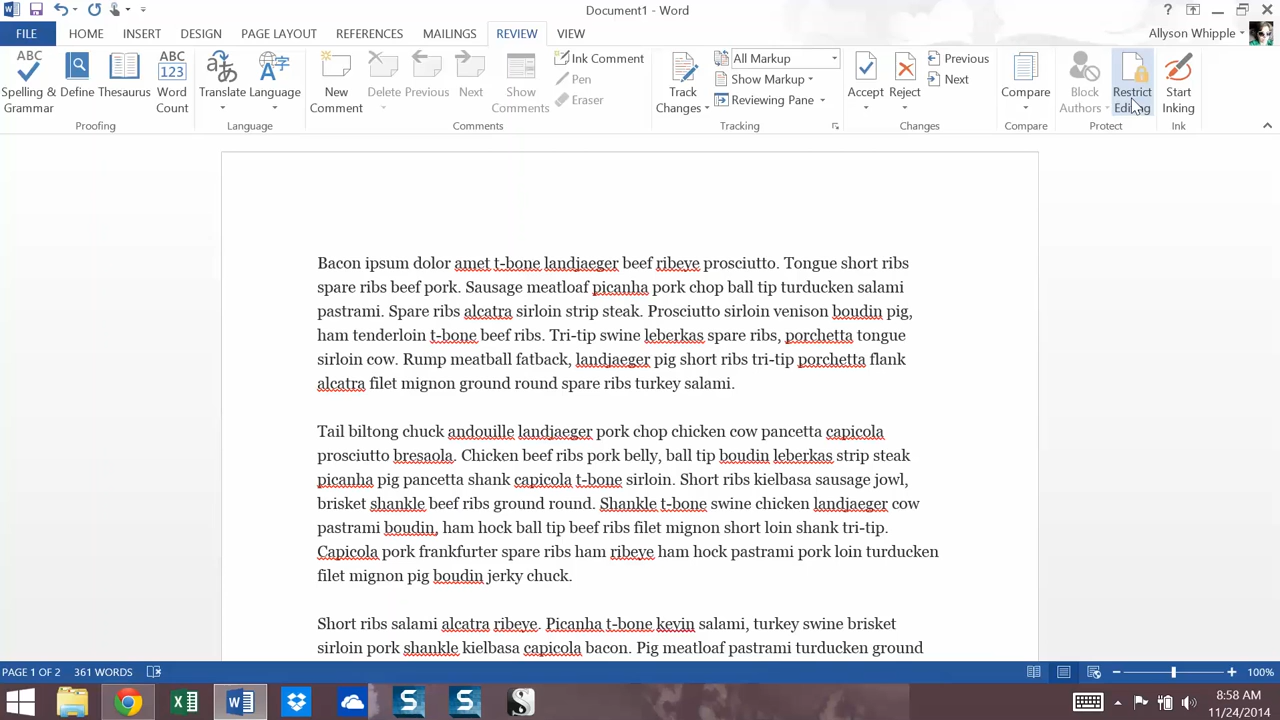 Document1 - Word
FILE HOME INSERT DESIGN PAGE LAYOUT REFERENCES MAILINGS REVIEW VIEW Allyson Whipple
Spelling & Grammar
Define
Thesaurus
Word Count
Proofing
Translate
Language
Language
New Comment
Delete
Previous
Next
Show Comments
Ink Comment
Pen
Eraser
Comments
Track Changes
All Markup
Show Markup
Reviewing Pane
Tracking
Accept
Reject
Previous
Next
Changes
Compare
Compare
Block Authors
Restrict Editing
Protect
Start Inking
Ink
Bacon ipsum dolor amet t-bone landjaeger beef ribeye prosciutto. Tongue short ribs
spare ribs beef pork. Sausage meatloaf picanha pork chop ball tip turducken salami
pastrami. Spare ribs alcatra sirloin strip steak. Prosciutto sirloin venison boudin pig,
ham tenderloin t-bone beef ribs. Tri-tip swine leberkas spare ribs, porchetta tongue
sirloin cow. Rump meatball fatback, landjaeger pig short ribs tri-tip porchetta flank
alcatra filet mignon ground round spare ribs turkey salami.
Tail biltong chuck andouille landjaeger pork chop chicken cow pancetta capicola
prosciutto bresaola. Chicken beef ribs pork belly, ball tip boudin leberkas strip steak
picanha pig pancetta shank capicola t-bone sirloin. Short ribs kielbasa sausage jowl,
brisket shankle beef ribs ground round. Shankle t-bone swine chicken landjaeger cow
pastrami boudin, ham hock ball tip beef ribs filet mignon short loin shank tri-tip.
Capicola pork frankfurter spare ribs ham ribeye ham hock pastrami pork loin turducken
filet mignon pig boudin jerky chuck.
Short ribs salami alcatra ribeye. Picanha t-bone kevin salami, turkey swine brisket
sirloin pork shankle kielbasa capicola bacon. Pig meatloaf pastrami turducken ground
PAGE 1 OF 2 361 WORDS 100%
8:58 AM
11/24/2014